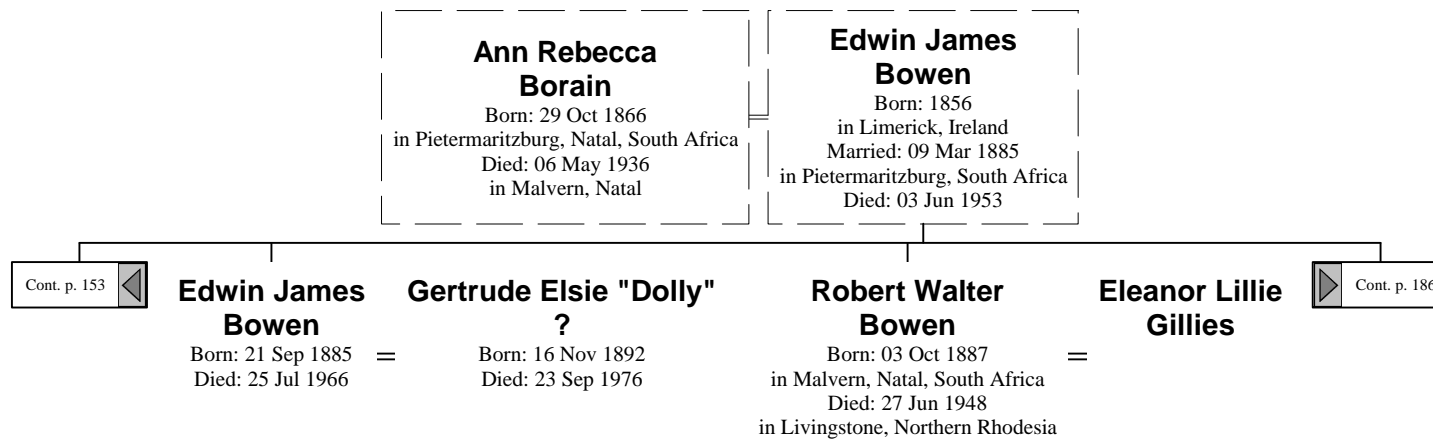 Ann Rebecca
Borain
Born: 29 Oct 1866
in Pietermaritzburg, Natal, South Africa
Died: 06 May 1936
in Malvern, Natal
Edwin James
Bowen
Born: 1856
in Limerick, Ireland
Married: 09 Mar 1885
in Pietermaritzburg, South Africa
Died: 03 Jun 1953
=
Cont. p. 153
Edwin James
Bowen
Born: 21 Sep 1885
Died: 25 Jul 1966
=
Gertrude Elsie "Dolly"
?
Born: 16 Nov 1892
Died: 23 Sep 1976
Robert Walter
Bowen
Born: 03 Oct 1887
in Malvern, Natal, South Africa
Died: 27 Jun 1948
in Livingstone, Northern Rhodesia
=
Eleanor Lillie
Gillies
Cont. p. 186